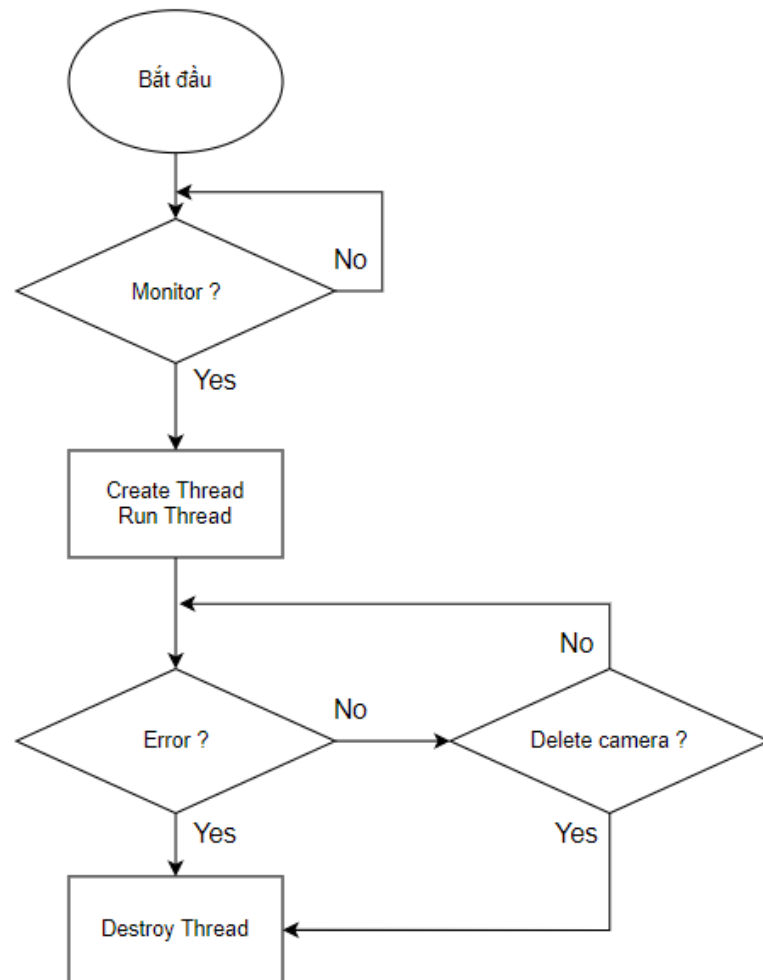 Bắt đầu
No
Monitor ?
Yes
Create Thread
Run Thread
No
No
Error ?
Delete camera ?
Yes
Yes
Destroy Thread